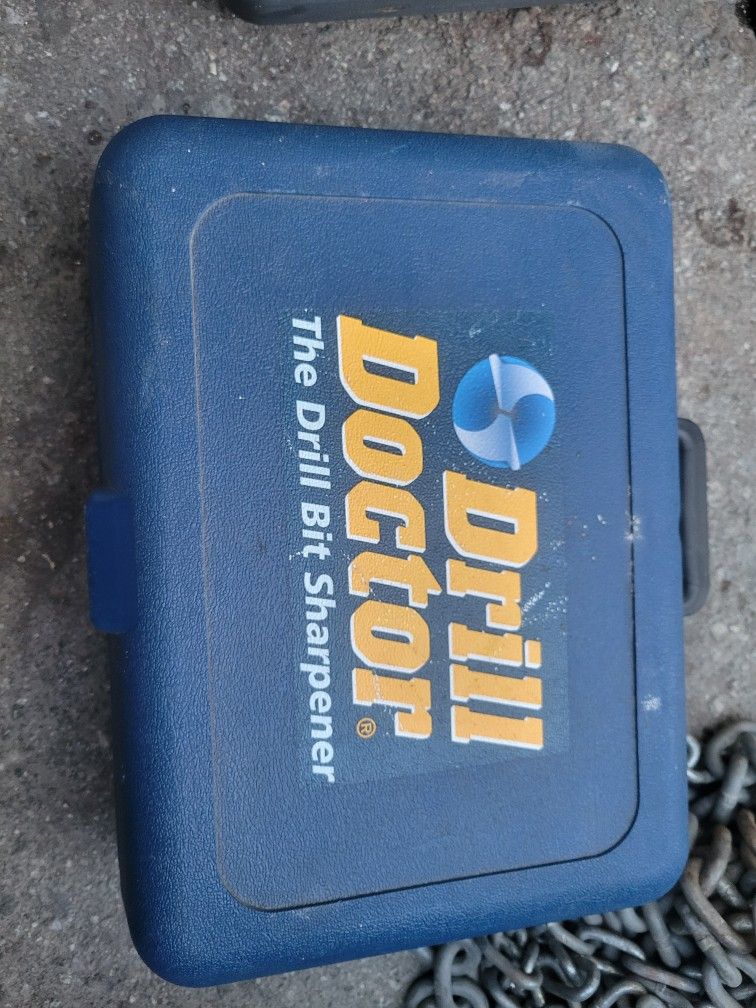 Drill
Doctor®
The Drill Bit Sharpener